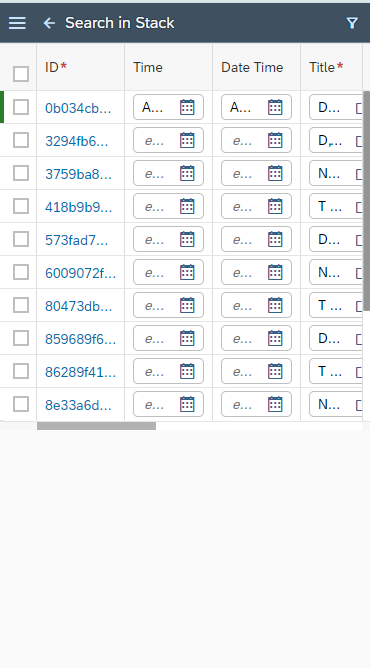 Search in Stack
ID* Time Date Time Title*
0b034cb... A... A... D...
3294fb6... e... e... D,...
3759ba8... e... e... N...
418b9b9... e... e... T ...
573fad7... e... e... D...
6009072f... e... e... N...
80473db... e... e... T ...
859689f6... e... e... D...
86289f41... e... e... T ...
8e33a6d... e... e... N...